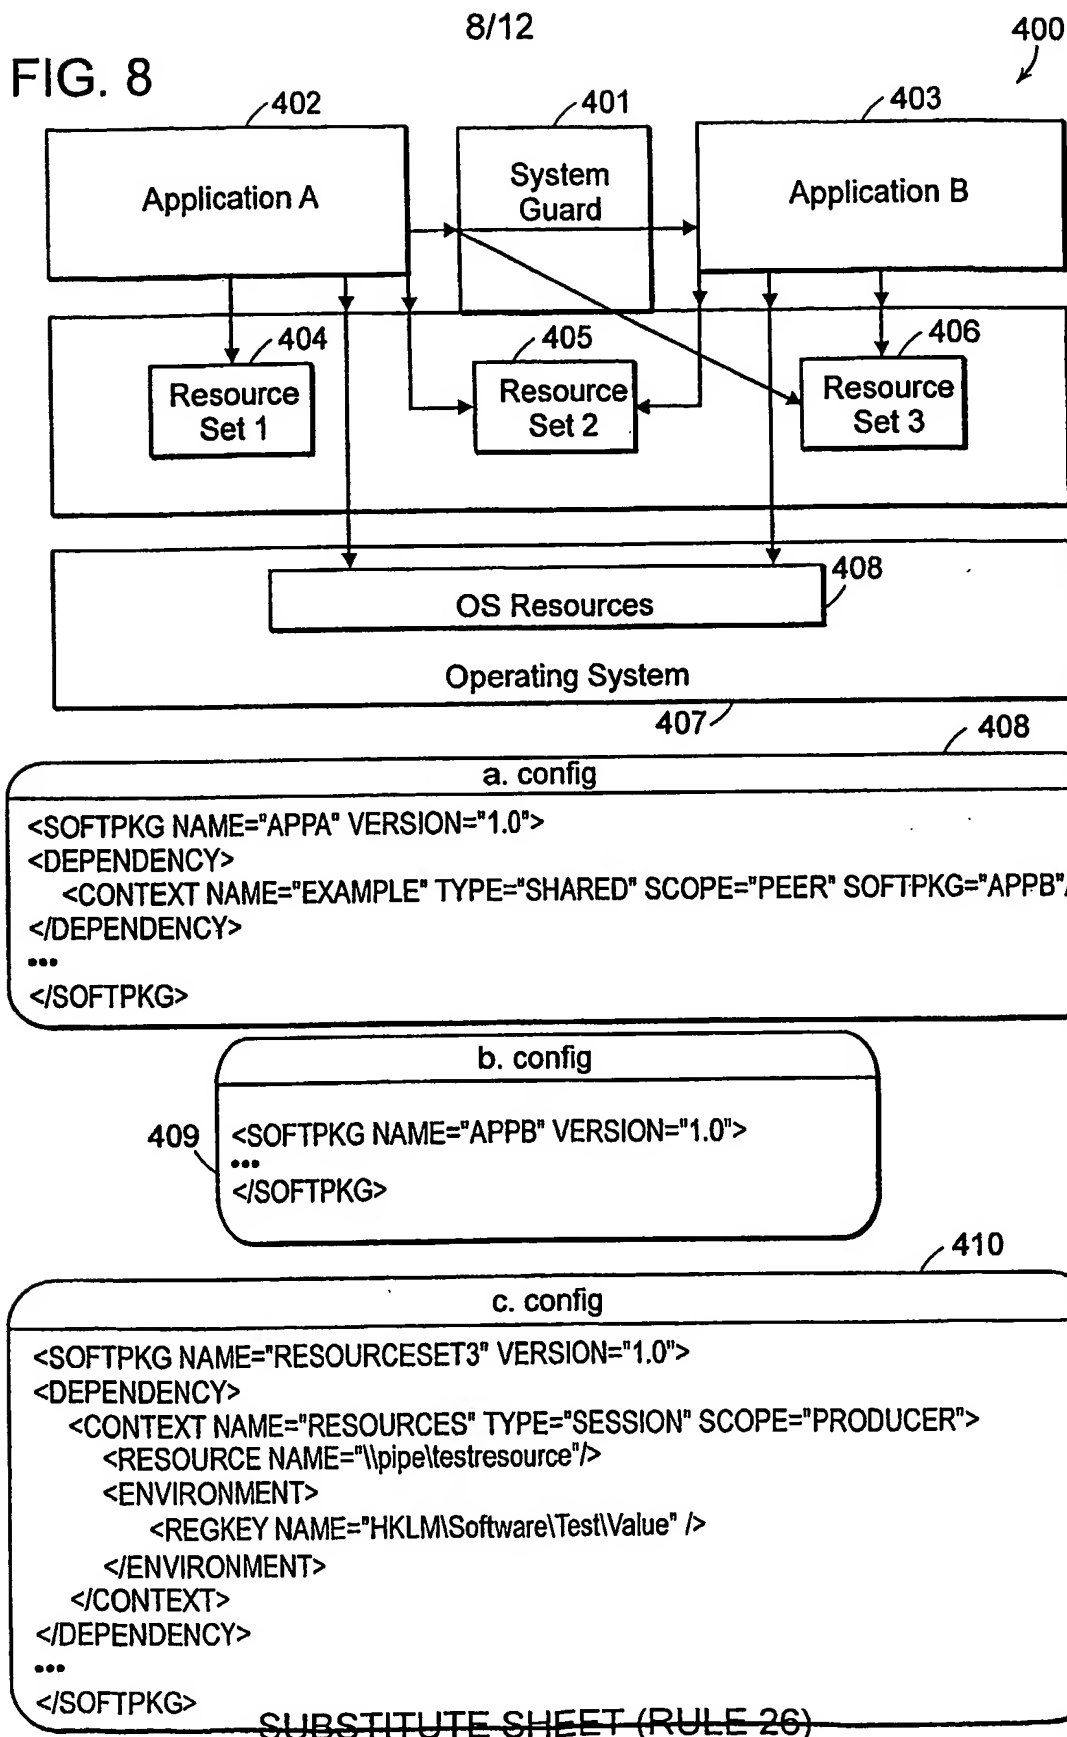 8/12
400
FIG. 8
402
401
403
Application A
System
Guard
Application B
404
405
406
Resource
Set 1
Resource
Set 2
Resource
Set 3
408
OS Resources
Operating System
407
408
a. config
<SOFTPKG NAME="APPA" VERSION="1.0">
<DEPENDENCY>
<CONTEXT NAME="EXAMPLE" TYPE="SHARED" SCOPE="PEER" SOFTPKG="APPB"/
</DEPENDENCY>
•••
</SOFTPKG>
b. config
409
<SOFTPKG NAME="APPB" VERSION="1.0">
•••
</SOFTPKG>
410
c. config
<SOFTPKG NAME="RESOURCESET3" VERSION="1.0">
<DEPENDENCY>
<CONTEXT NAME="RESOURCES" TYPE="SESSION" SCOPE="PRODUCER">
<RESOURCE NAME="\\pipe\testresource"/>
<ENVIRONMENT>
<REGKEY NAME="HKLM\Software\Test\Value" />
</ENVIRONMENT>
</CONTEXT>
</DEPENDENCY>
•••
</SOFTPKG>
SUBSTITUTE SHEET (RULE 26)